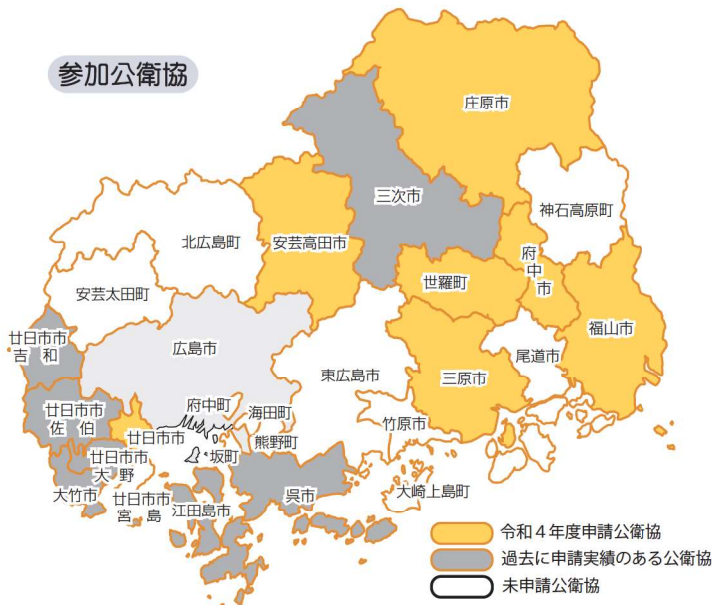 参加公衛協
庄原市
三次市
神石高原町
北広島町
安芸高田市
府中市
世羅町
安芸太田町
福山市
廿日市市
吉和
広島市
尾道市
東広島市
三原市
府中町
海田町
廿日市市
佐伯
竹原市
廿日市市
熊野町
坂町
廿日市市
大野
大竹市
廿日市市
宮島
江田島市
呉市
大崎上島町
令和４年度申請公衛協
過去に申請実績のある公衛協
未申請公衛協